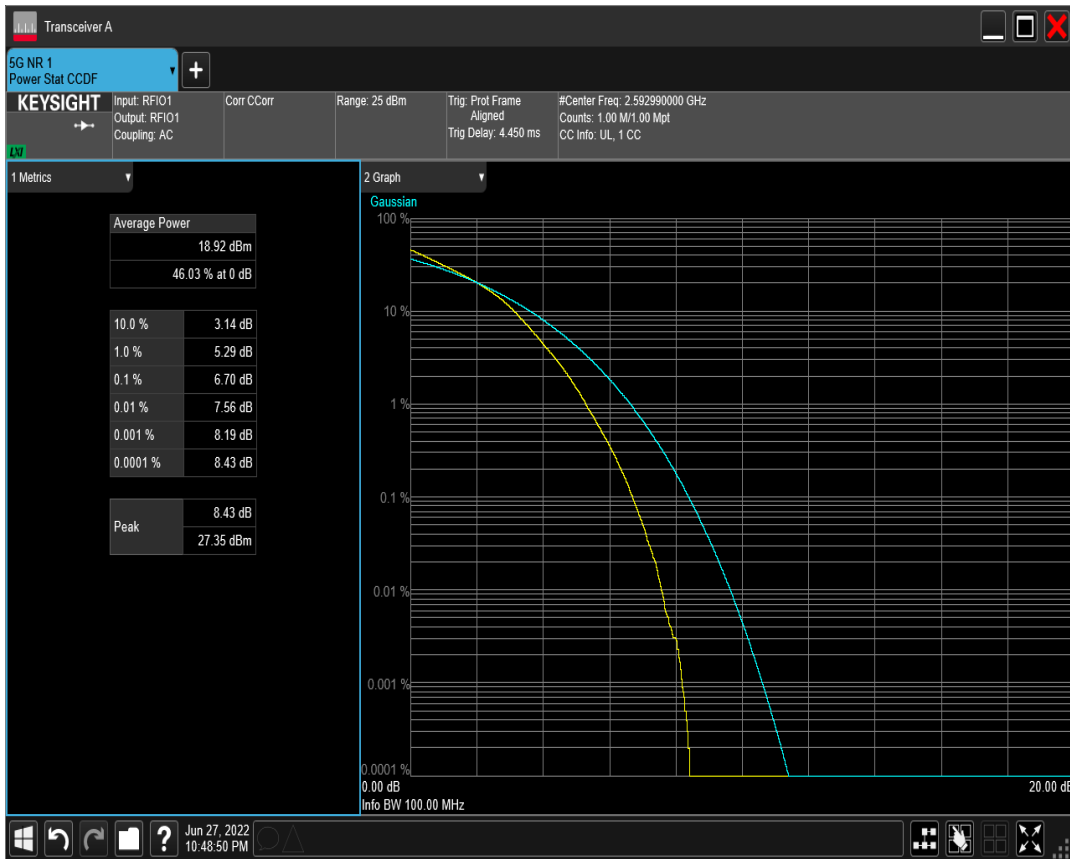 Transceiver A
5G NR 1
Power Stat CCDF
KEYSIGHT
LXI
Input: RFIO1
Output: RFIO1
Coupling: AC
Corr CCorr
Range: 25 dBm
Trig: Prot Frame
Aligned
Trig Delay: 4.450 ms
#Center Freq: 2.592990000 GHz
Counts: 1.00 M/1.00 Mpt
CC Info: UL, 1 CC
1 Metrics
Average Power
18.92 dBm
46.03 % at 0 dB
10.0 % 3.14 dB
1.0 % 5.29 dB
0.1 % 6.70 dB
0.01 % 7.56 dB
0.001 % 8.19 dB
0.0001 % 8.43 dB
Peak 8.43 dB
27.35 dBm
2 Graph
Gaussian
100 %
10 %
1 %
0.1 %
0.01 %
0.001 %
0.0001 %
0.00 dB 20.00 dB
Info BW 100.00 MHz
Jun 27, 2022
10:48:50 PM